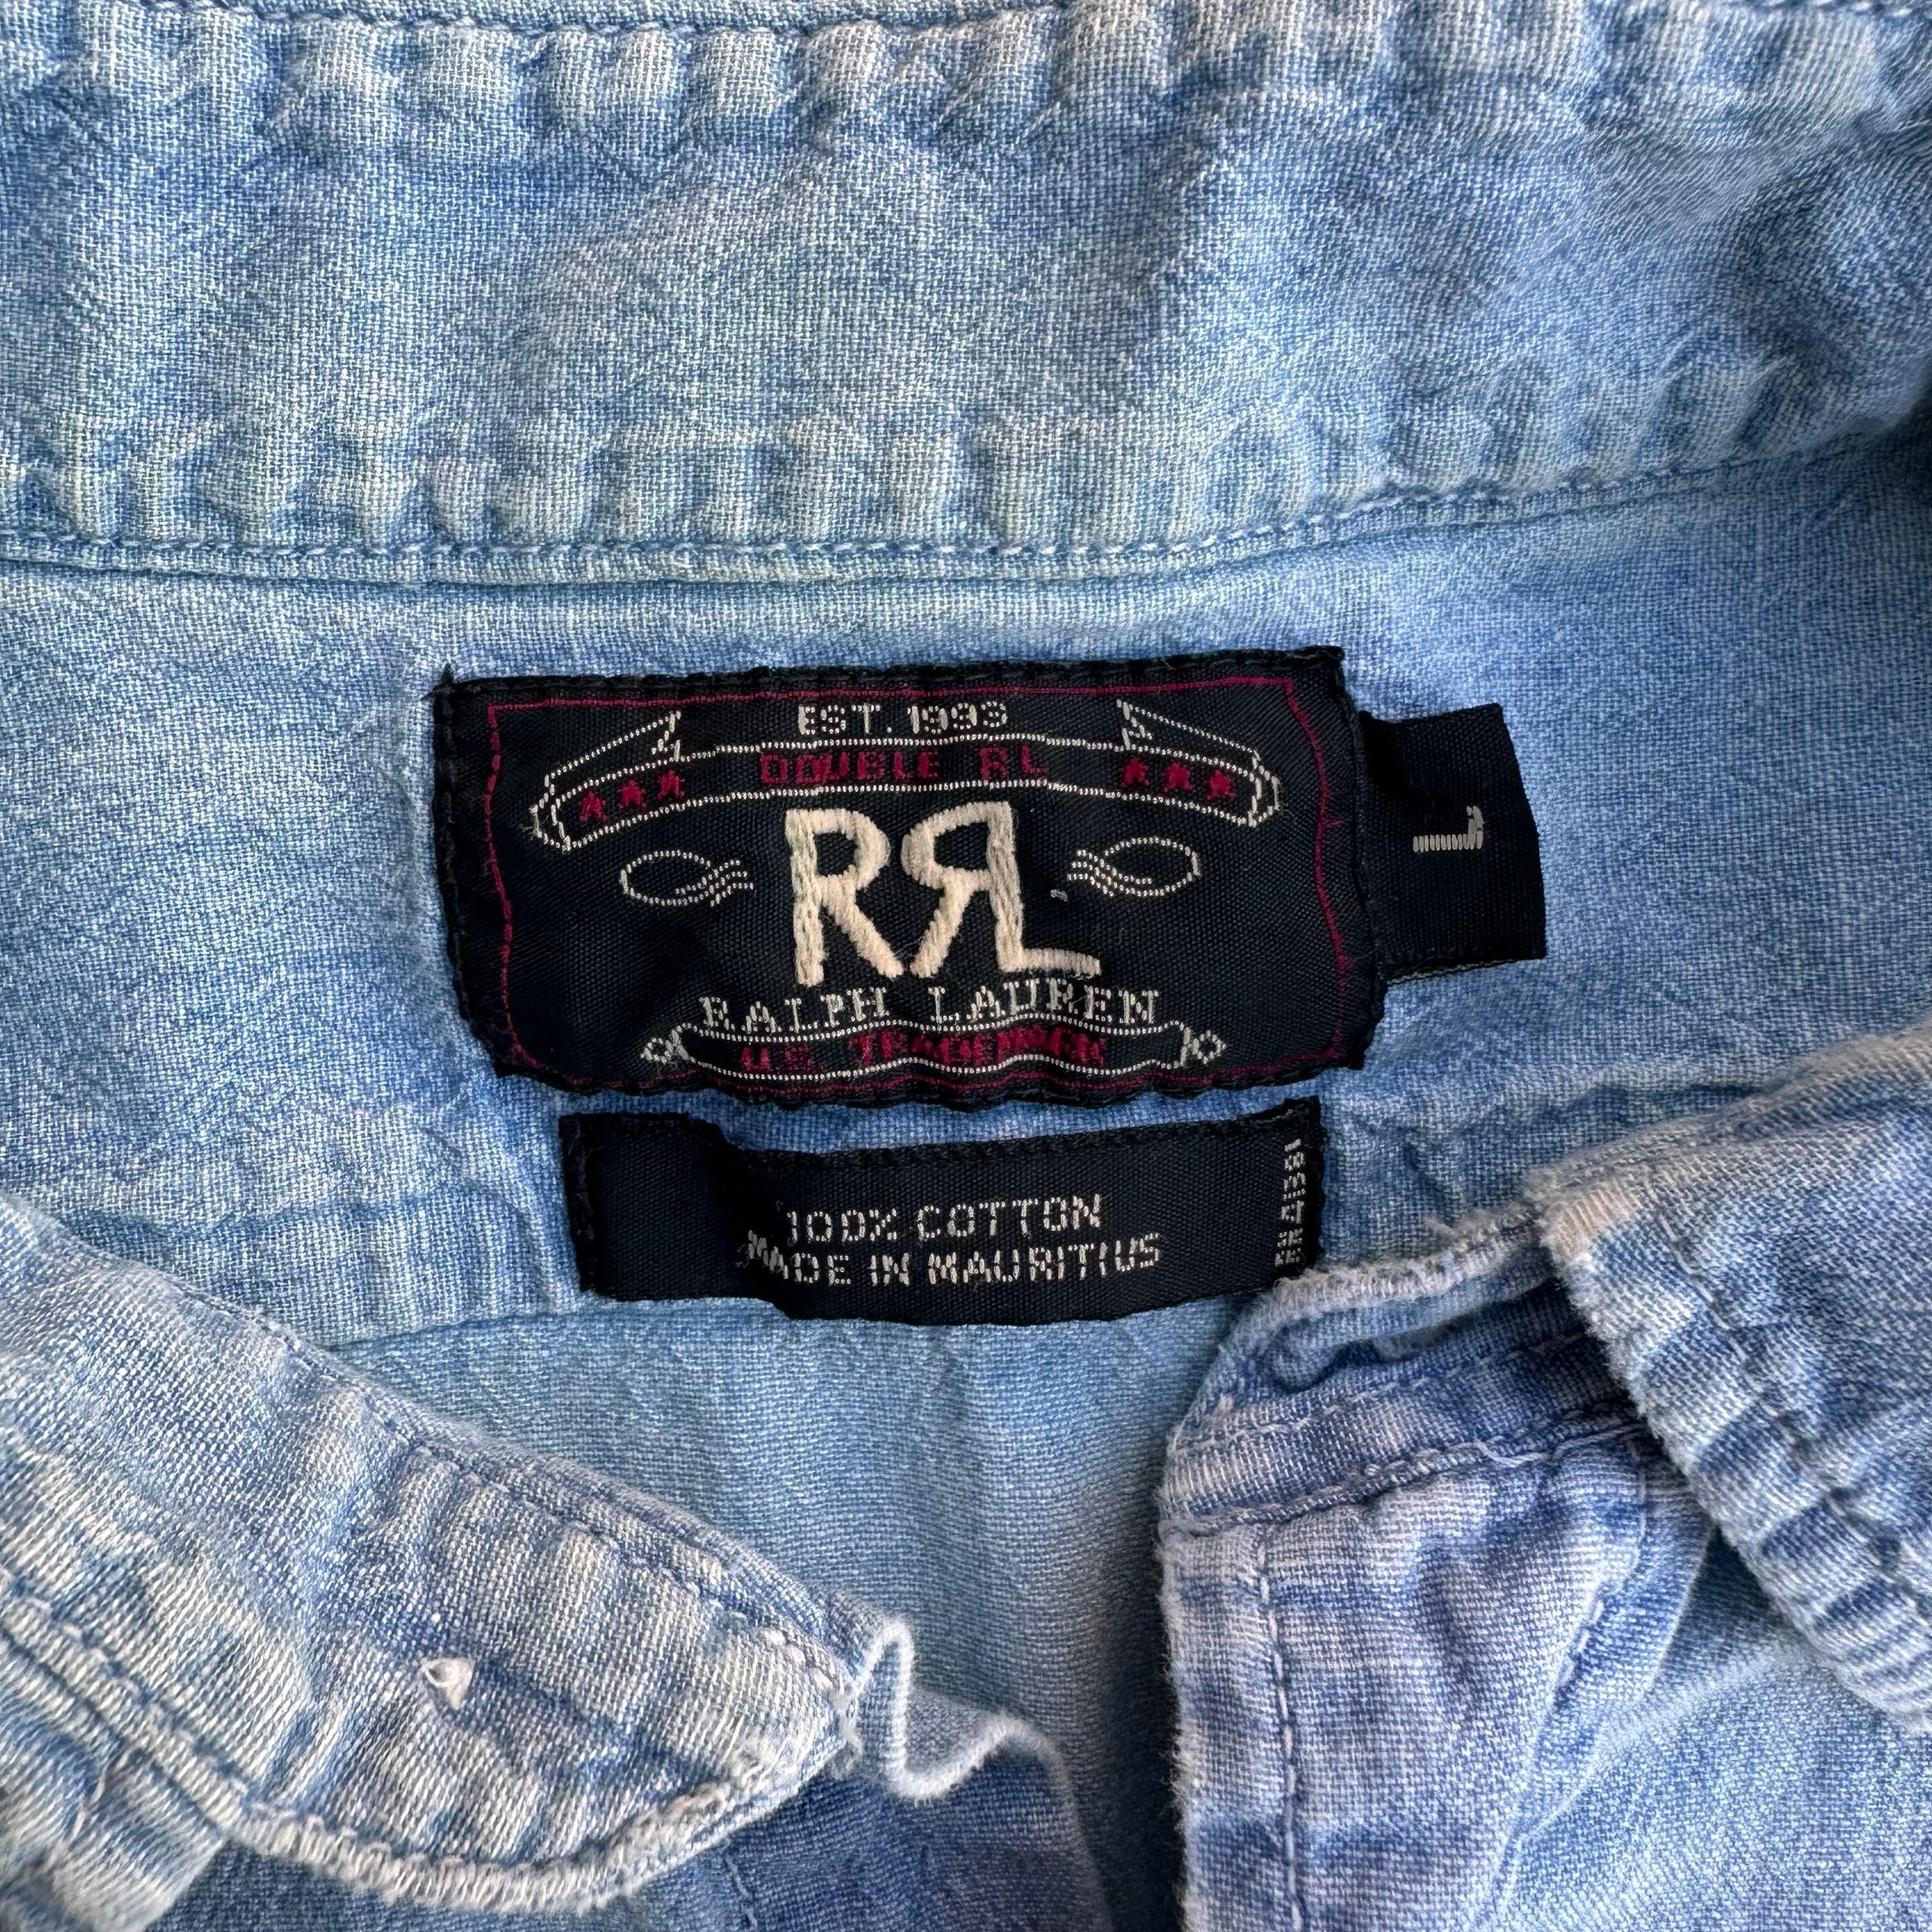 EST. 1993
DOUBLE RL
RRL
RALPH LAUREN
U.S. TRADEMARK
L
100% COTTON
MADE IN MAURITIUS